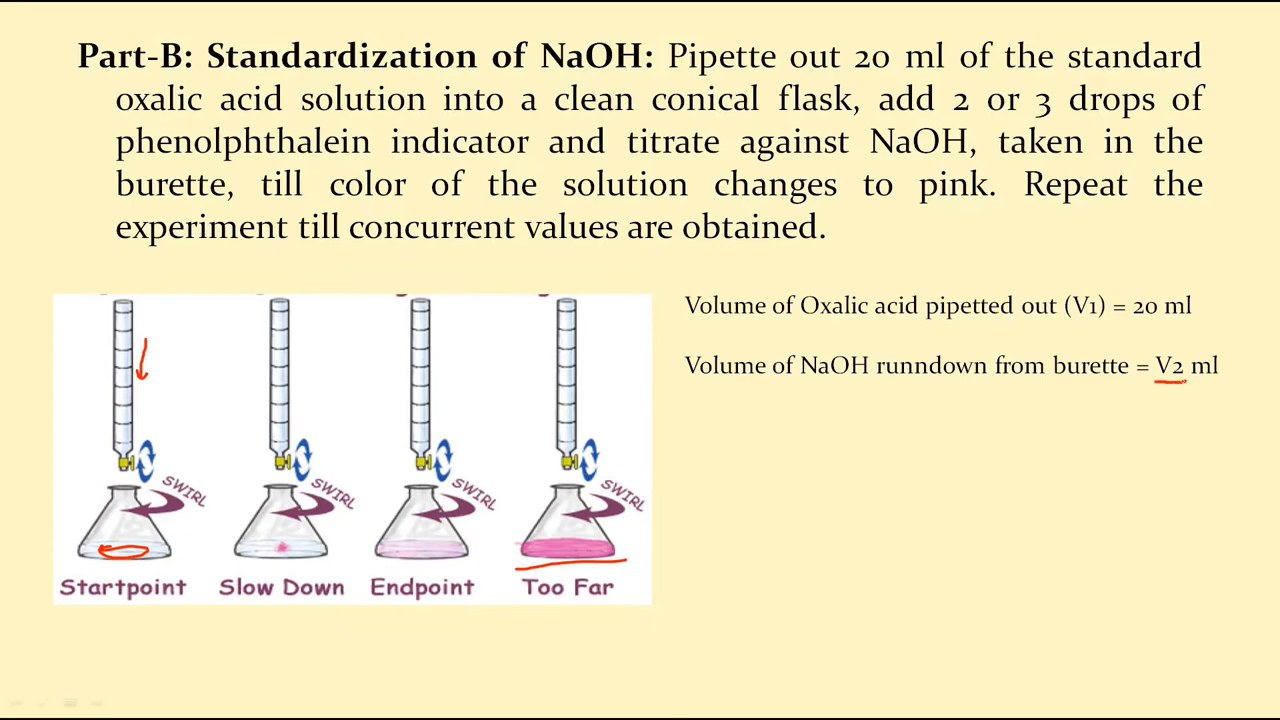 Part-B: Standardization of NaOH: Pipette out 20 ml of the standard
oxalic acid solution into a clean conical flask, add 2 or 3 drops of
phenolphthalein indicator and titrate against NaOH, taken in the
burette, till color of the solution changes to pink. Repeat the
experiment till concurrent values are obtained.
Volume of Oxalic acid pipetted out (V1) = 20 ml
Volume of NaOH runndown from burette = V2 ml
SWIRL
SWIRL
SWIRL
SWIRL
Startpoint
Slow Down
Endpoint
Too Far